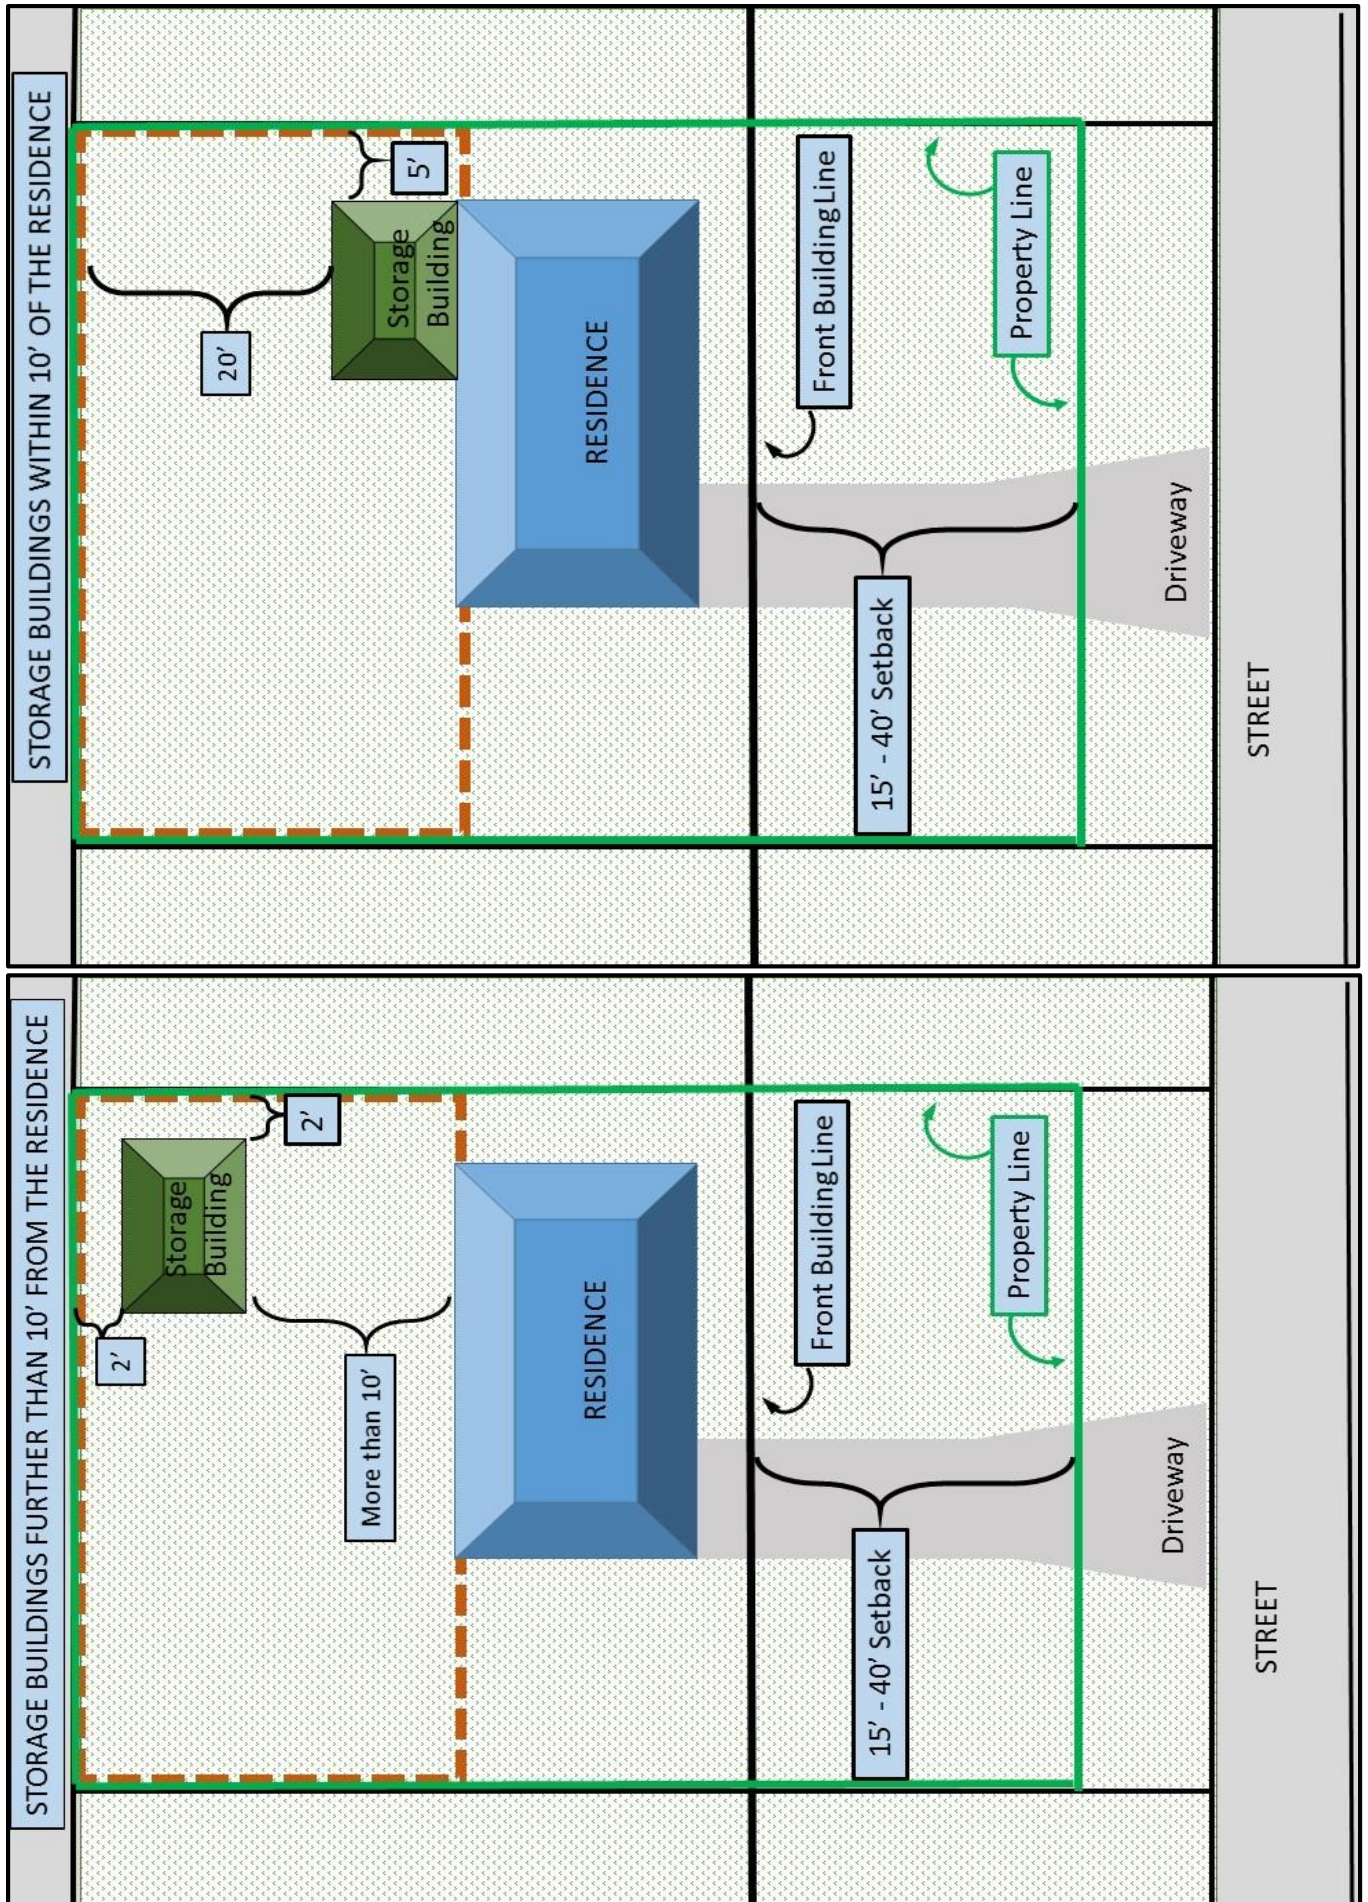 STORAGE BUILDINGS FURTHER THAN 10' FROM THE RESIDENCE
2'
Storage
Building
2'
More than 10'
RESIDENCE
Front Building Line
15' - 40' Setback
Property Line
Driveway
STREET
STORAGE BUILDINGS WITHIN 10' OF THE RESIDENCE
20'
Storage
Building
5'
RESIDENCE
Front Building Line
15' - 40' Setback
Property Line
Driveway
STREET